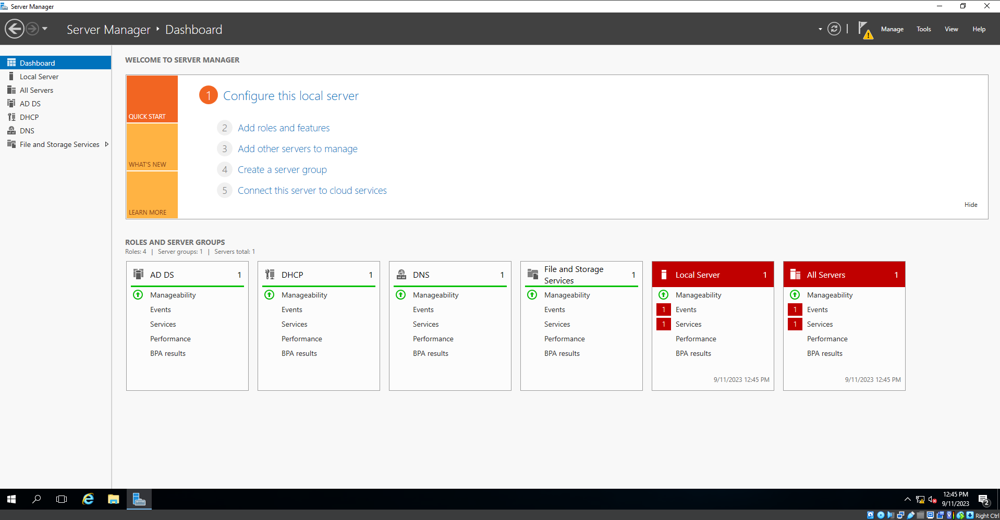 Server Manager
Server Manager ‣ Dashboard
Manage Tools View Help
Dashboard
Local Server
All Servers
AD DS
DHCP
DNS
File and Storage Services
WELCOME TO SERVER MANAGER
QUICK START
WHAT'S NEW
LEARN MORE
1 Configure this local server
2 Add roles and features
3 Add other servers to manage
4 Create a server group
5 Connect this server to cloud services
Hide
ROLES AND SERVER GROUPS
Roles: 4 | Server groups: 1 | Servers total: 1
AD DS 1
Manageability
Events
Services
Performance
BPA results
DHCP 1
Manageability
Events
Services
Performance
BPA results
DNS 1
Manageability
Events
Services
Performance
BPA results
File and Storage
Services 1
Manageability
Events
Services
Performance
BPA results
Local Server 1
Manageability
1 Events
1 Services
Performance
BPA results
9/11/2023 12:45 PM
All Servers 1
Manageability
1 Events
1 Services
Performance
BPA results
9/11/2023 12:45 PM
12:45 PM
9/11/2023
2
Right Ctrl